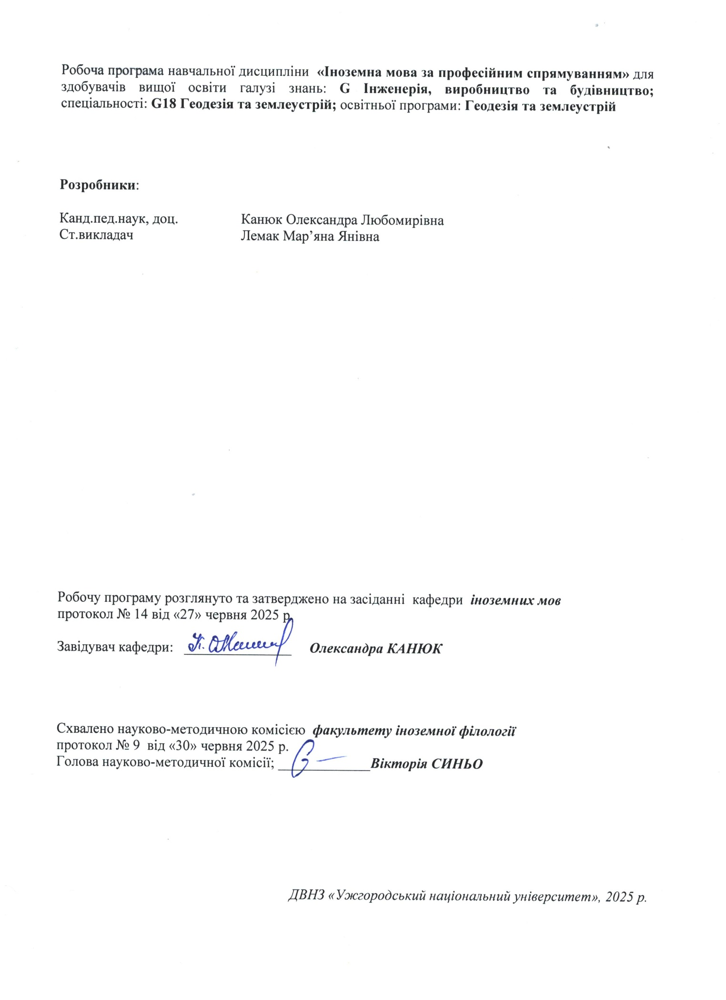 Робоча програма навчальної дисципліни «Іноземна мова за професійним спрямуванням» для
здобувачів вищої освіти галузі знань: G Інженерія, виробництво та будівництво;
спеціальності: G18 Геодезія та землеустрій; освітньої програми: Геодезія та землеустрій
Розробники:
Канд.пед.наук, доц. Канюк Олександра Любомирівна
Ст.викладач Лемак Мар’яна Янівна
Робочу програму розглянуто та затверджено на засіданні кафедри іноземних мов
протокол № 14 від «27» червня 2025 р.
Завідувач кафедри: Олександра КАНЮК
Схвалено науково-методичною комісією факультету іноземної філології
протокол № 9 від «30» червня 2025 р.
Голова науково-методичної комісії; Вікторія СИНЬО
ДВНЗ «Ужгородський національний університет», 2025 р.